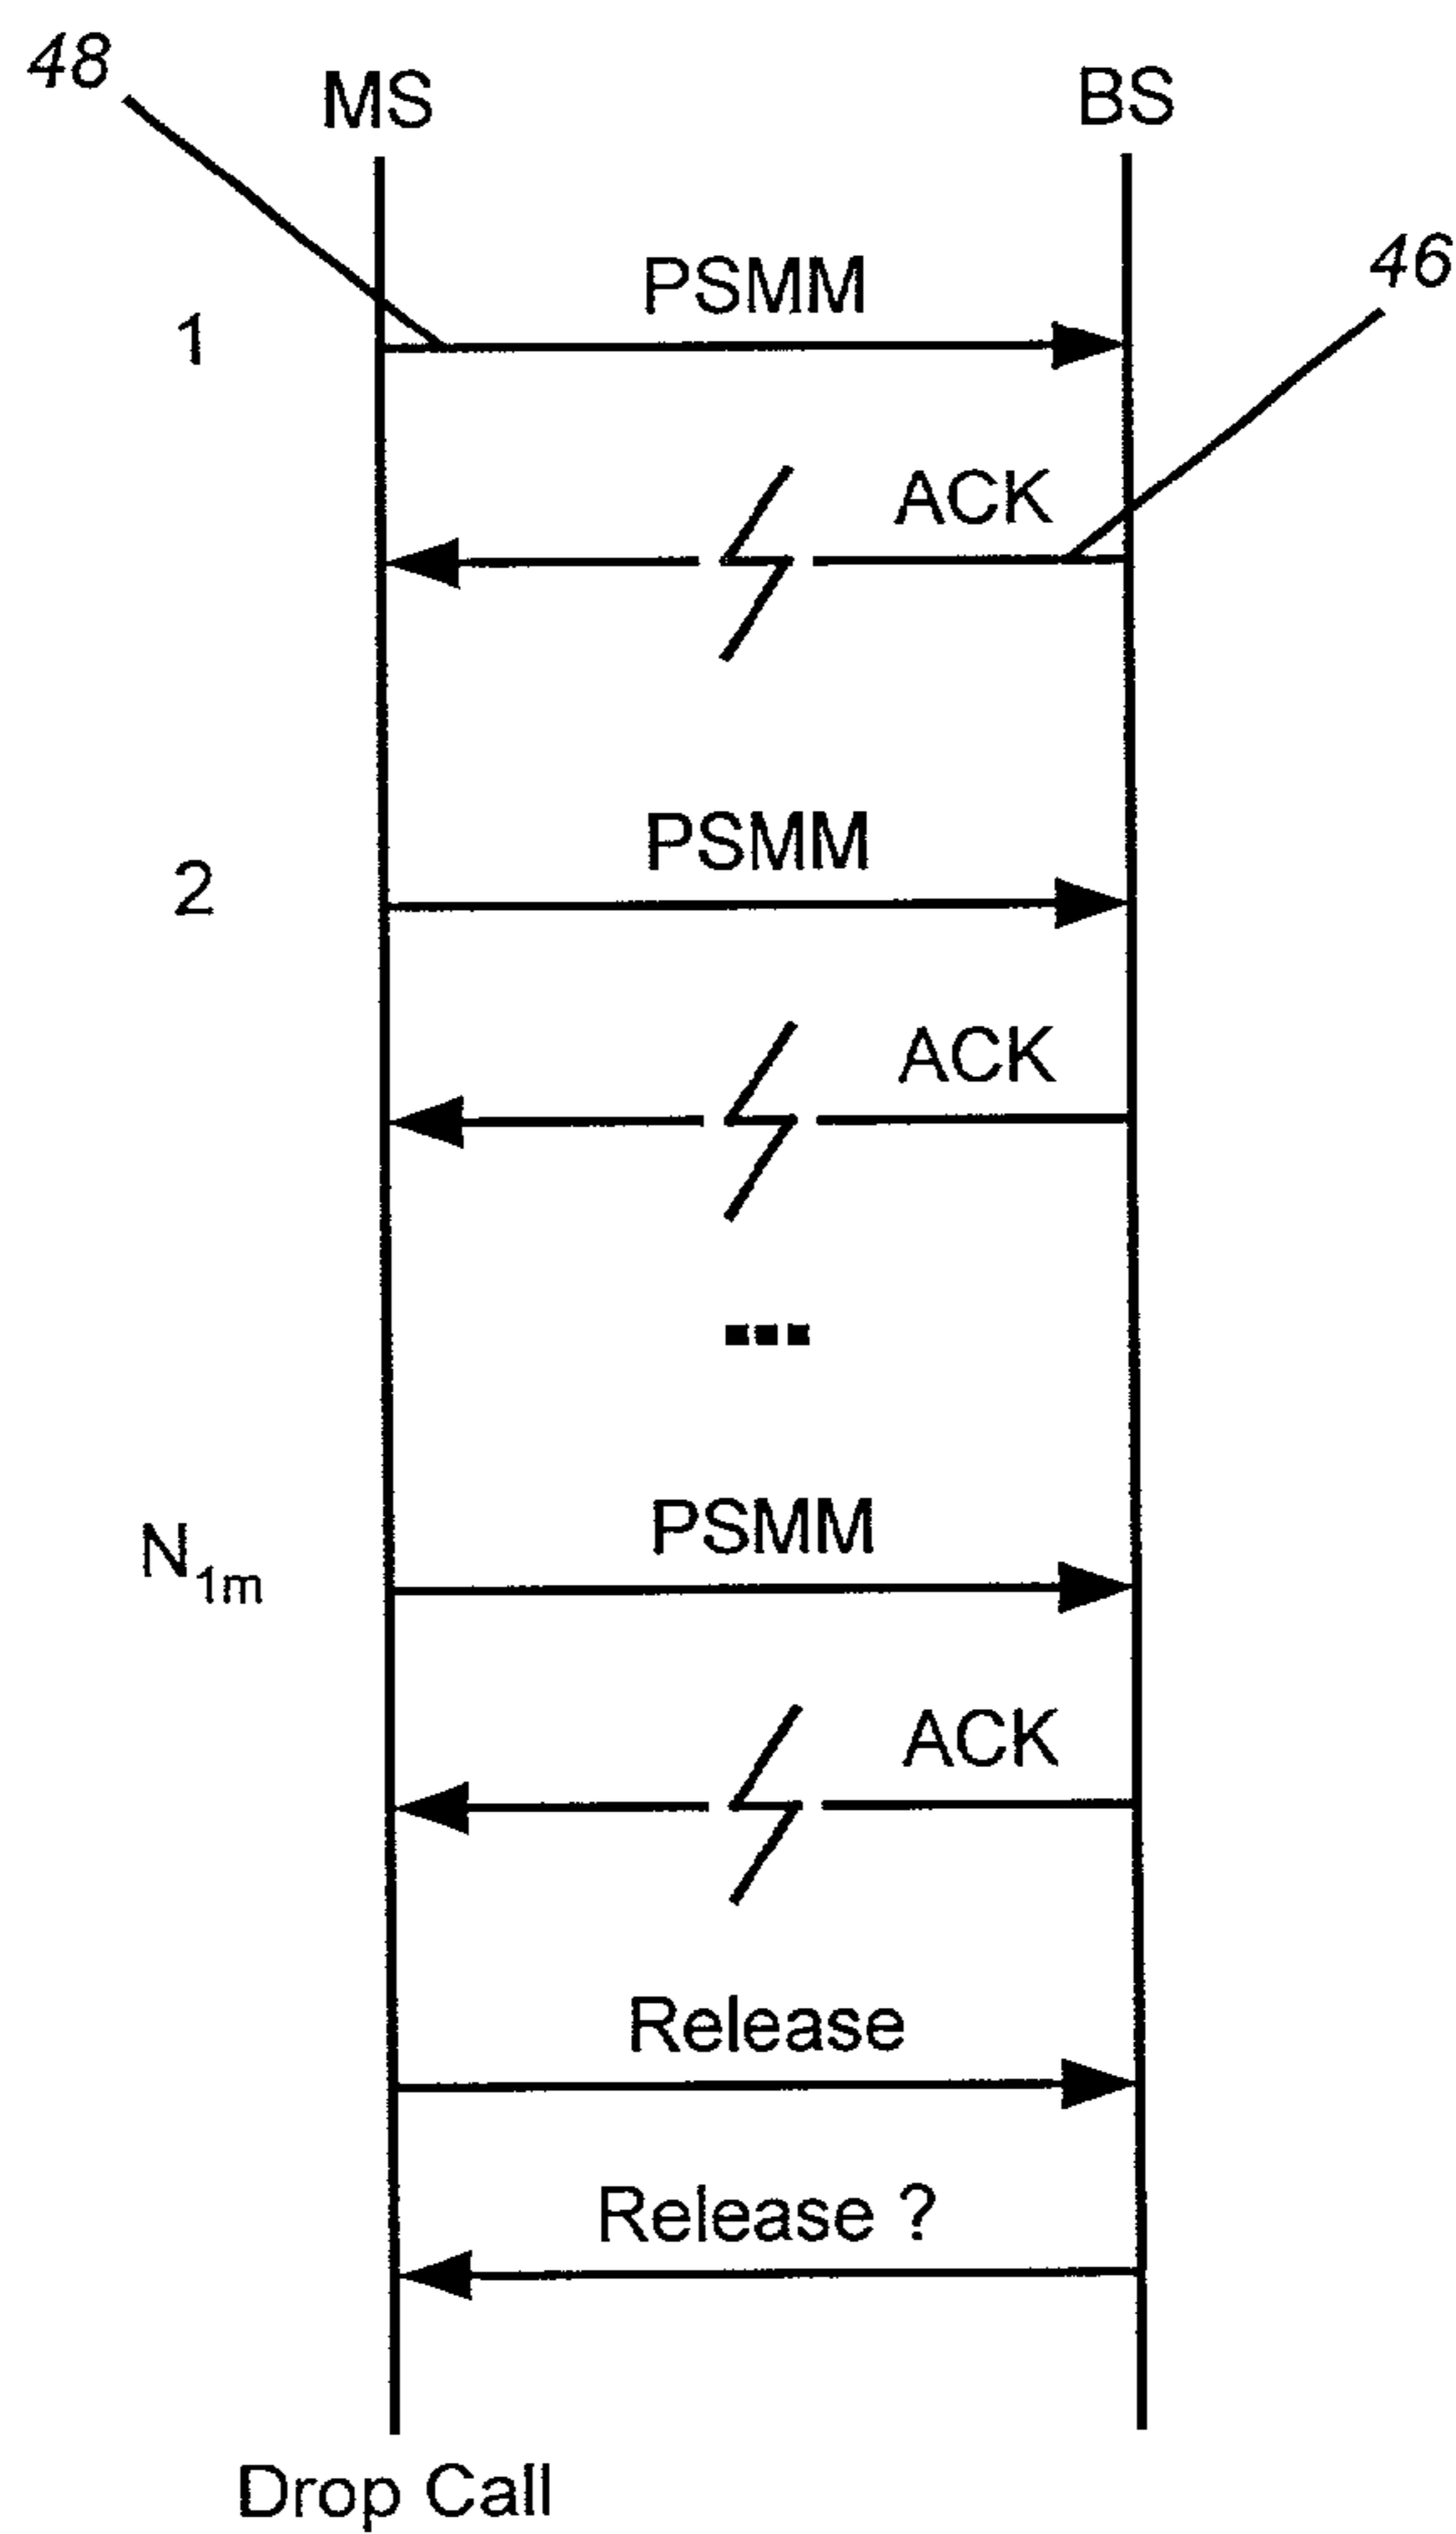 48
MS
BS
46
PSMM
1
ACK
PSMM
2
ACK
...
PSMM
N1m
ACK
Release
Release ?
Drop Call